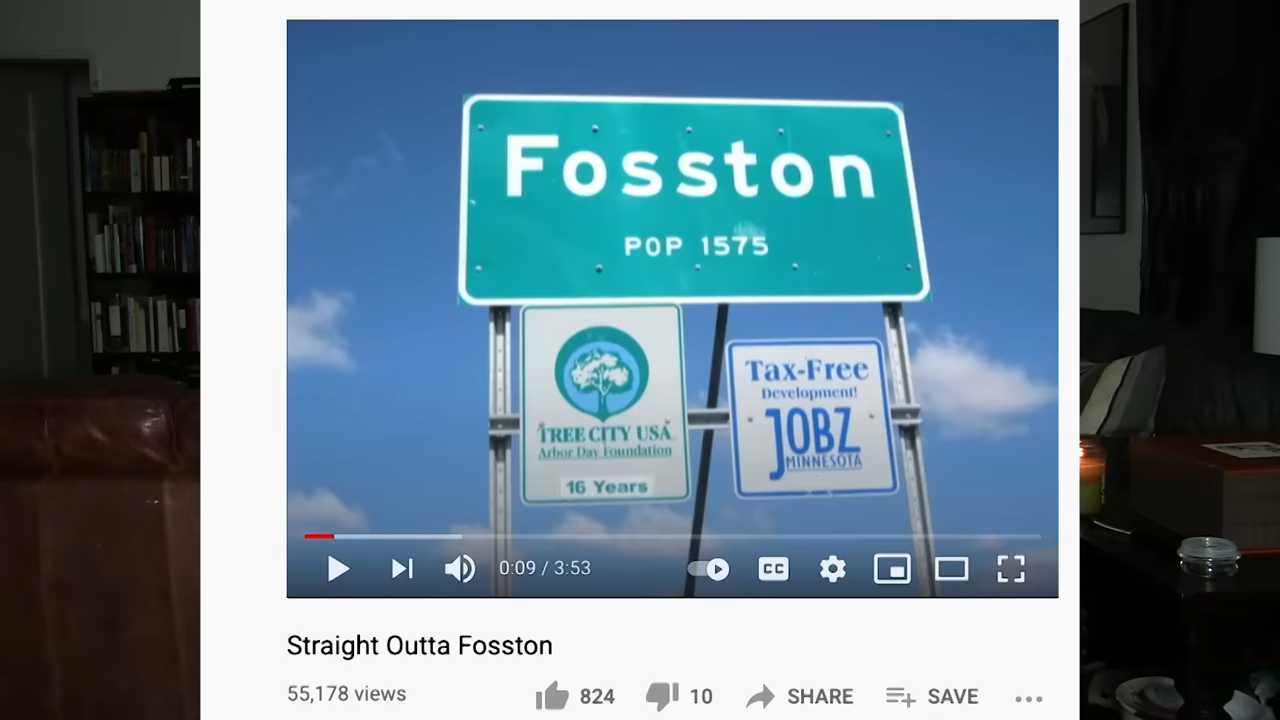 Fosston
POP 1575
TREE CITY USA
Arbor Day Foundation
16 Years
Tax-Free
Development!
JOBZ
MINNESOTA
0:09 / 3:53
CC
Straight Outta Fosston
55,178 views
824
10
SHARE
SAVE